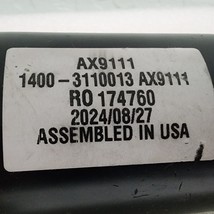 AX9111
1400-3110013 AX9111
RO 174760
2024/08/27
ASSEMBLED IN USA